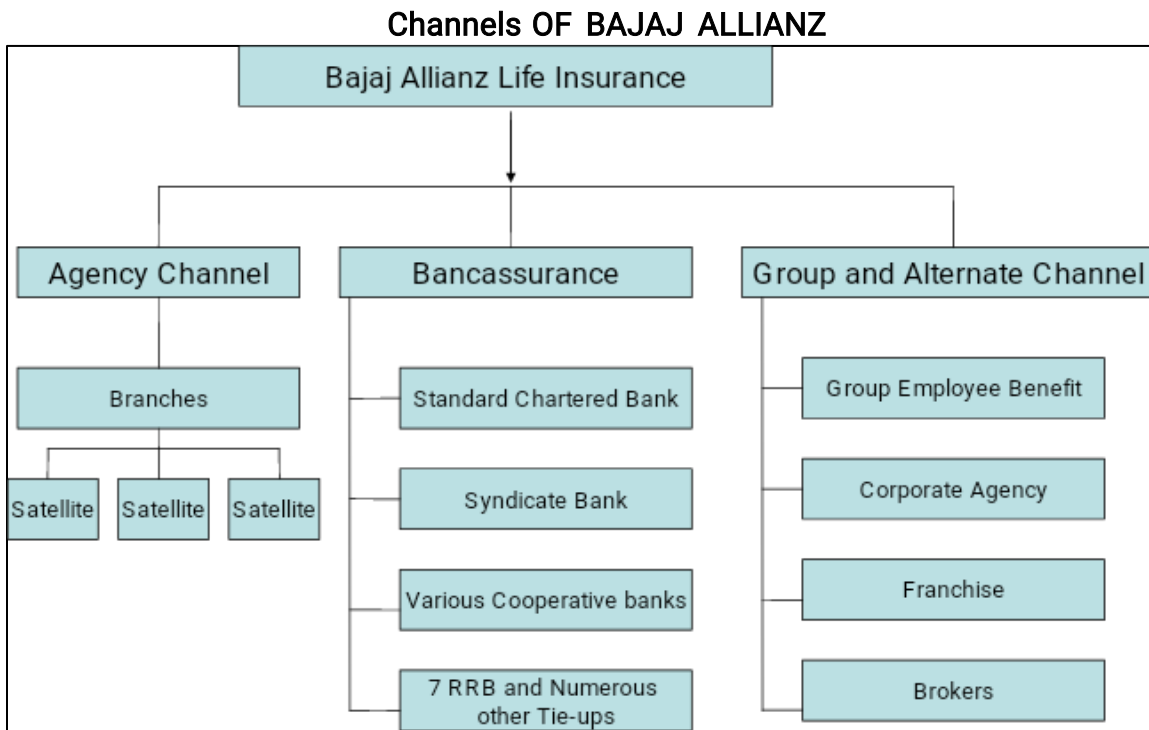 Channels OF BAJAJ ALLIANZ
Bajaj Allianz Life Insurance
Agency Channel
Branches
Satellite
Satellite
Satellite
Bancassurance
Standard Chartered Bank
Syndicate Bank
Various Cooperative banks
7 RRB and Numerous
other Tie-ups
Group and Alternate Channel
Group Employee Benefit
Corporate Agency
Franchise
Brokers